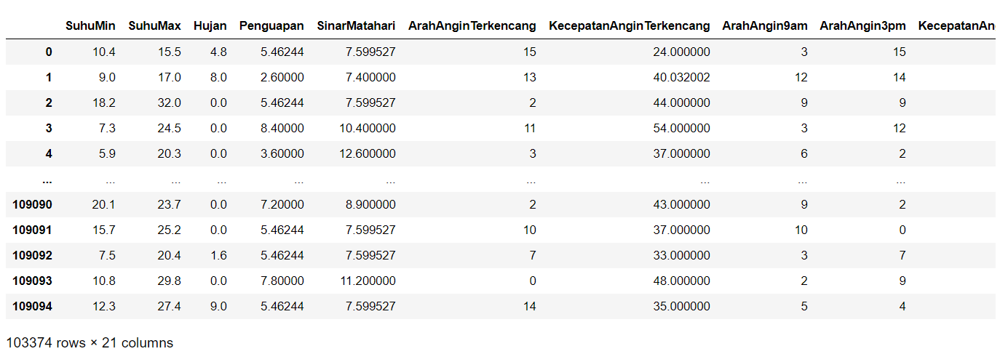 SuhuMin SuhuMax Hujan Penguapan SinarMatahari ArahAnginTerkencang KecepatanAnginTerkencang ArahAngin9am ArahAngin3pm KecepatanAn
0 10.4 15.5 4.8 5.46244 7.599527 15 24.000000 3 15
1 9.0 17.0 8.0 2.60000 7.400000 13 40.032002 12 14
2 18.2 32.0 0.0 5.46244 7.599527 2 44.000000 9 9
3 7.3 24.5 0.0 8.40000 10.400000 11 54.000000 3 12
4 5.9 20.3 0.0 3.60000 12.600000 3 37.000000 6 2
... ... ... ... ... ... ... ... ... ...
109090 20.1 23.7 0.0 7.20000 8.900000 2 43.000000 9 2
109091 15.7 25.2 0.0 5.46244 7.599527 10 37.000000 10 0
109092 7.5 20.4 1.6 5.46244 7.599527 7 33.000000 3 7
109093 10.8 29.8 0.0 7.80000 11.200000 0 48.000000 2 9
109094 12.3 27.4 9.0 5.46244 7.599527 14 35.000000 5 4
103374 rows × 21 columns